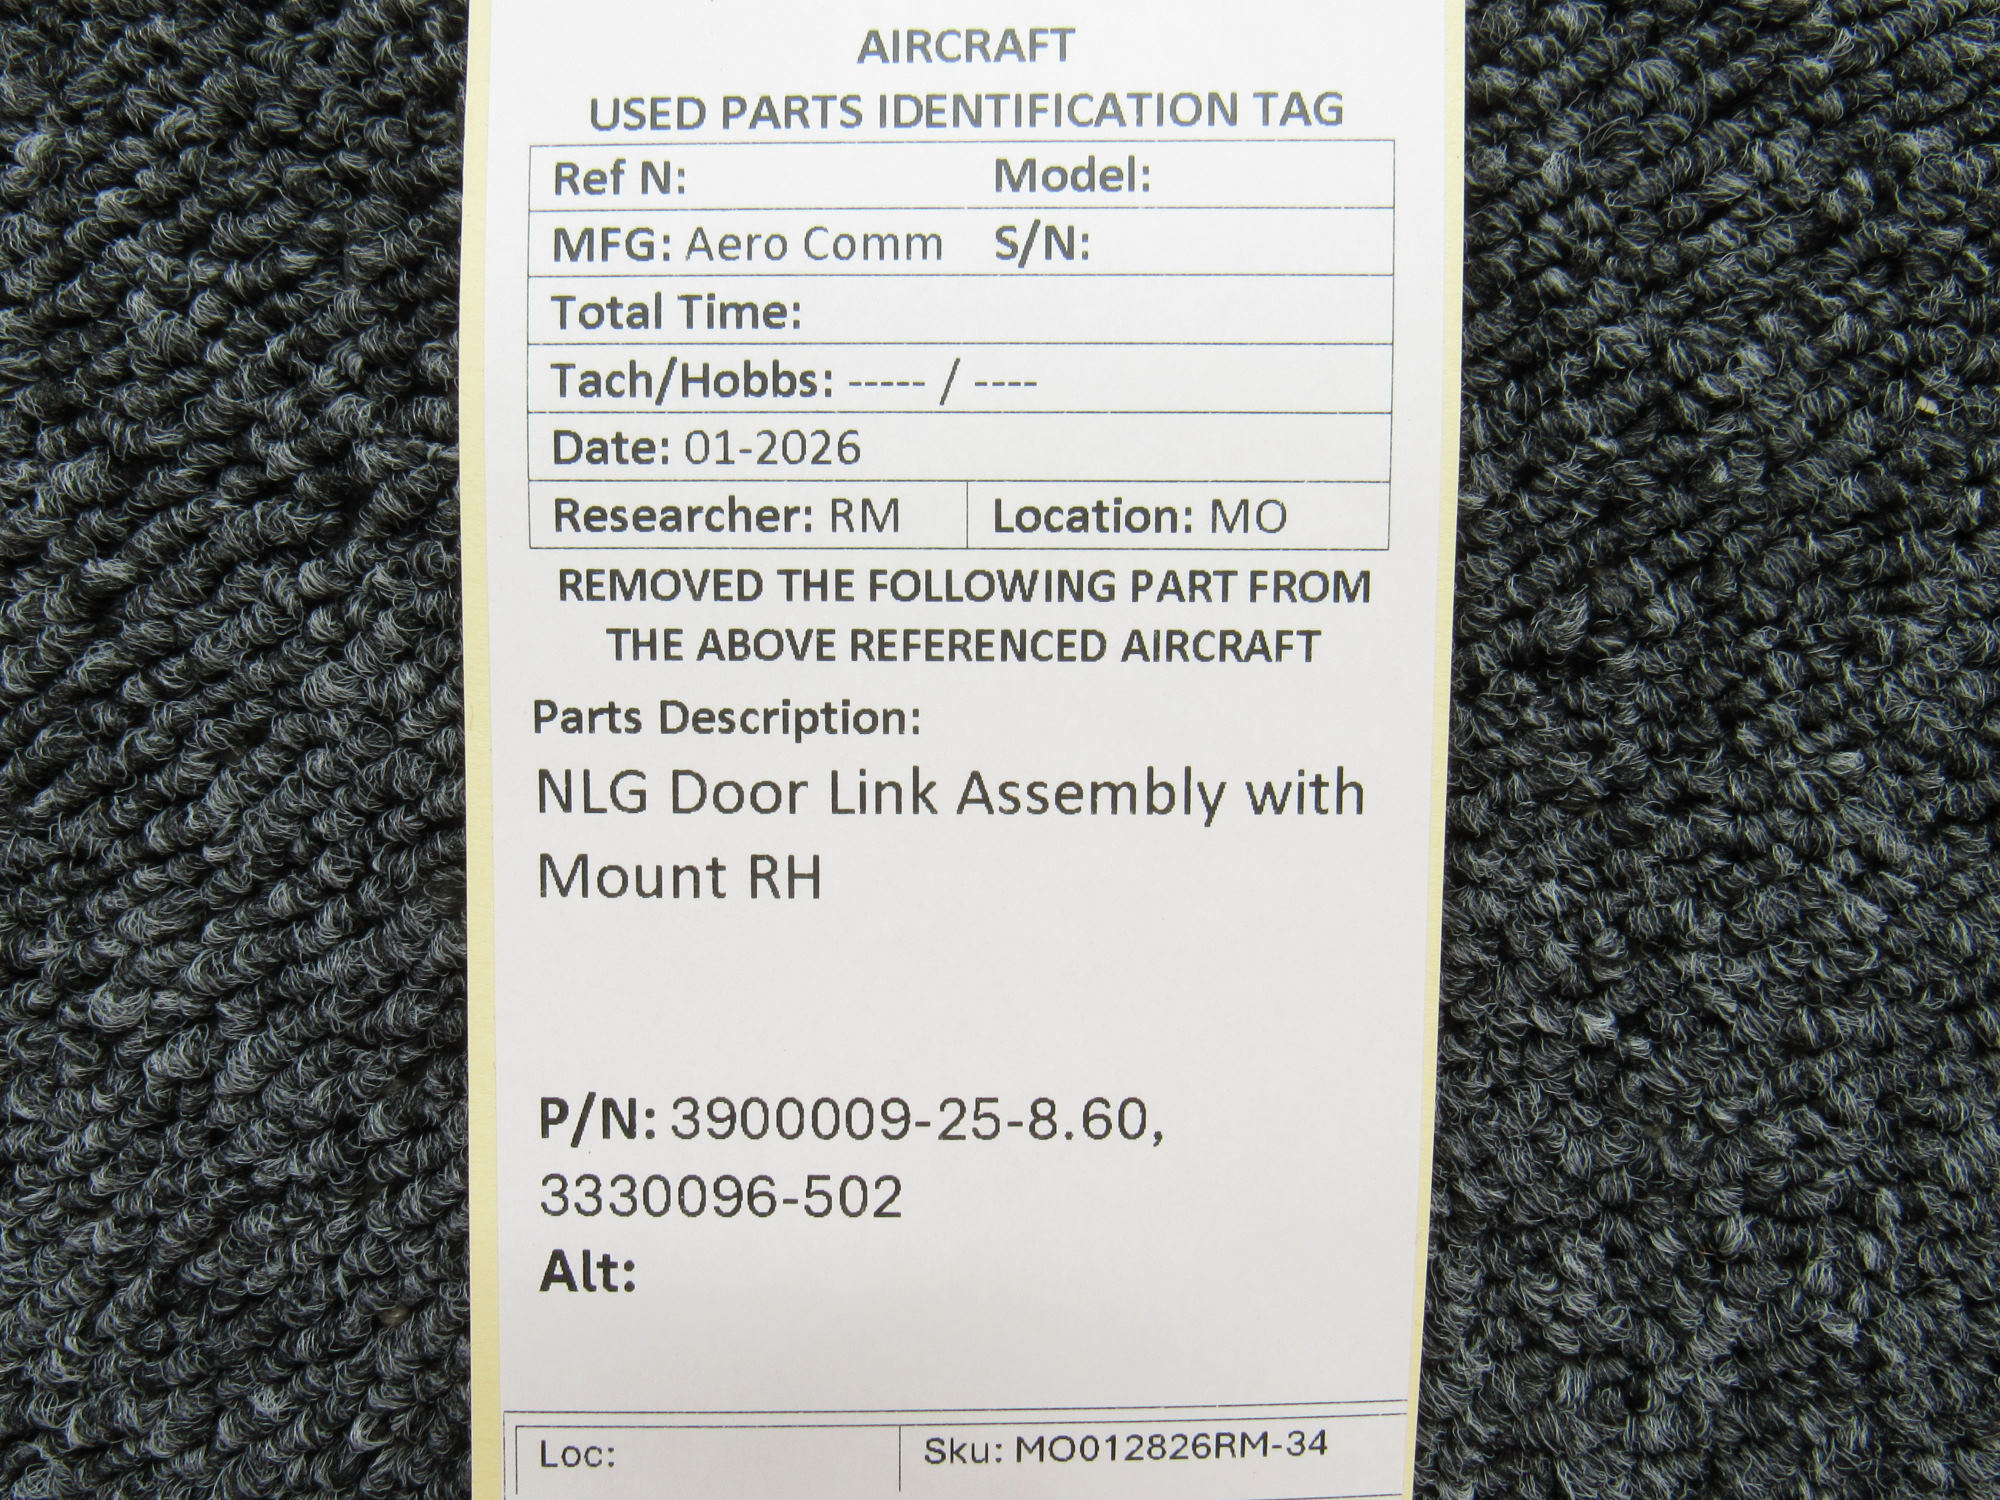 AIRCRAFT
USED PARTS IDENTIFICATION TAG
Ref N: Model:
MFG: Aero Comm S/N:
Total Time:
Tach/Hobbs: ----- / ----
Date: 01-2026
Researcher: RM Location: MO
REMOVED THE FOLLOWING PART FROM
THE ABOVE REFERENCED AIRCRAFT
Parts Description:
NLG Door Link Assembly with
Mount RH
P/N: 3900009-25-8.60,
3330096-502
Alt:
Loc: Sku: MO012826RM-34